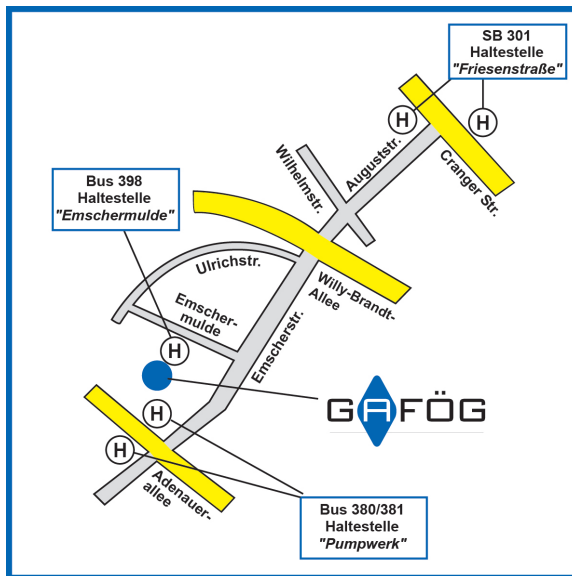 SB 301
Haltestelle
"Friesenstraße"
H
H
Cranger Str.
Auguststr.
Wilhelmstr.
Bus 398
Haltestelle
"Emschermulde"
Ulrichstr.
Willy-Brandt-
Allee
Emscher-
mulde
Emscherstr.
H
GAFÖG
H
H
Adenauer-
allee
Bus 380/381
Haltestelle
"Pumpwerk"